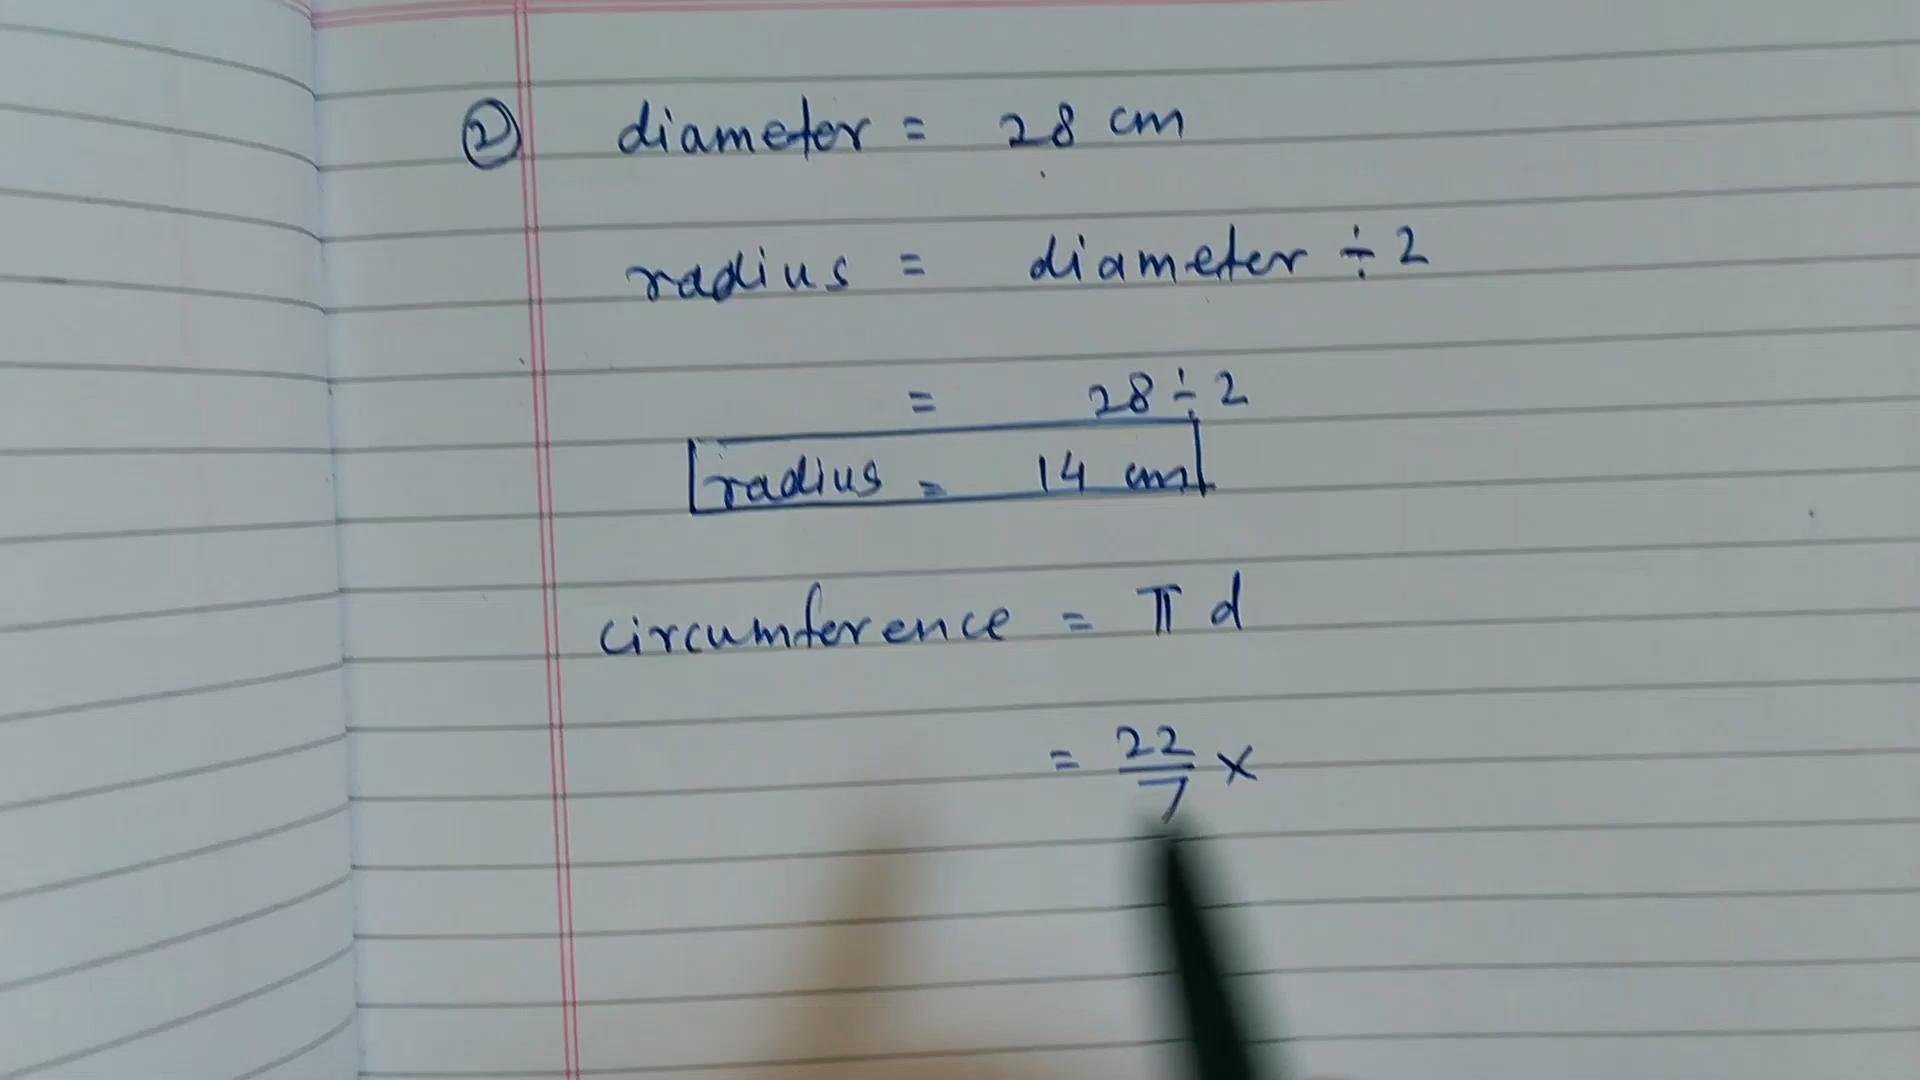 ② diameter = 28 cm
radius = diameter ÷ 2
= 28 ÷ 2
radius = 14 cm
circumference = π d
= 22/7 ×